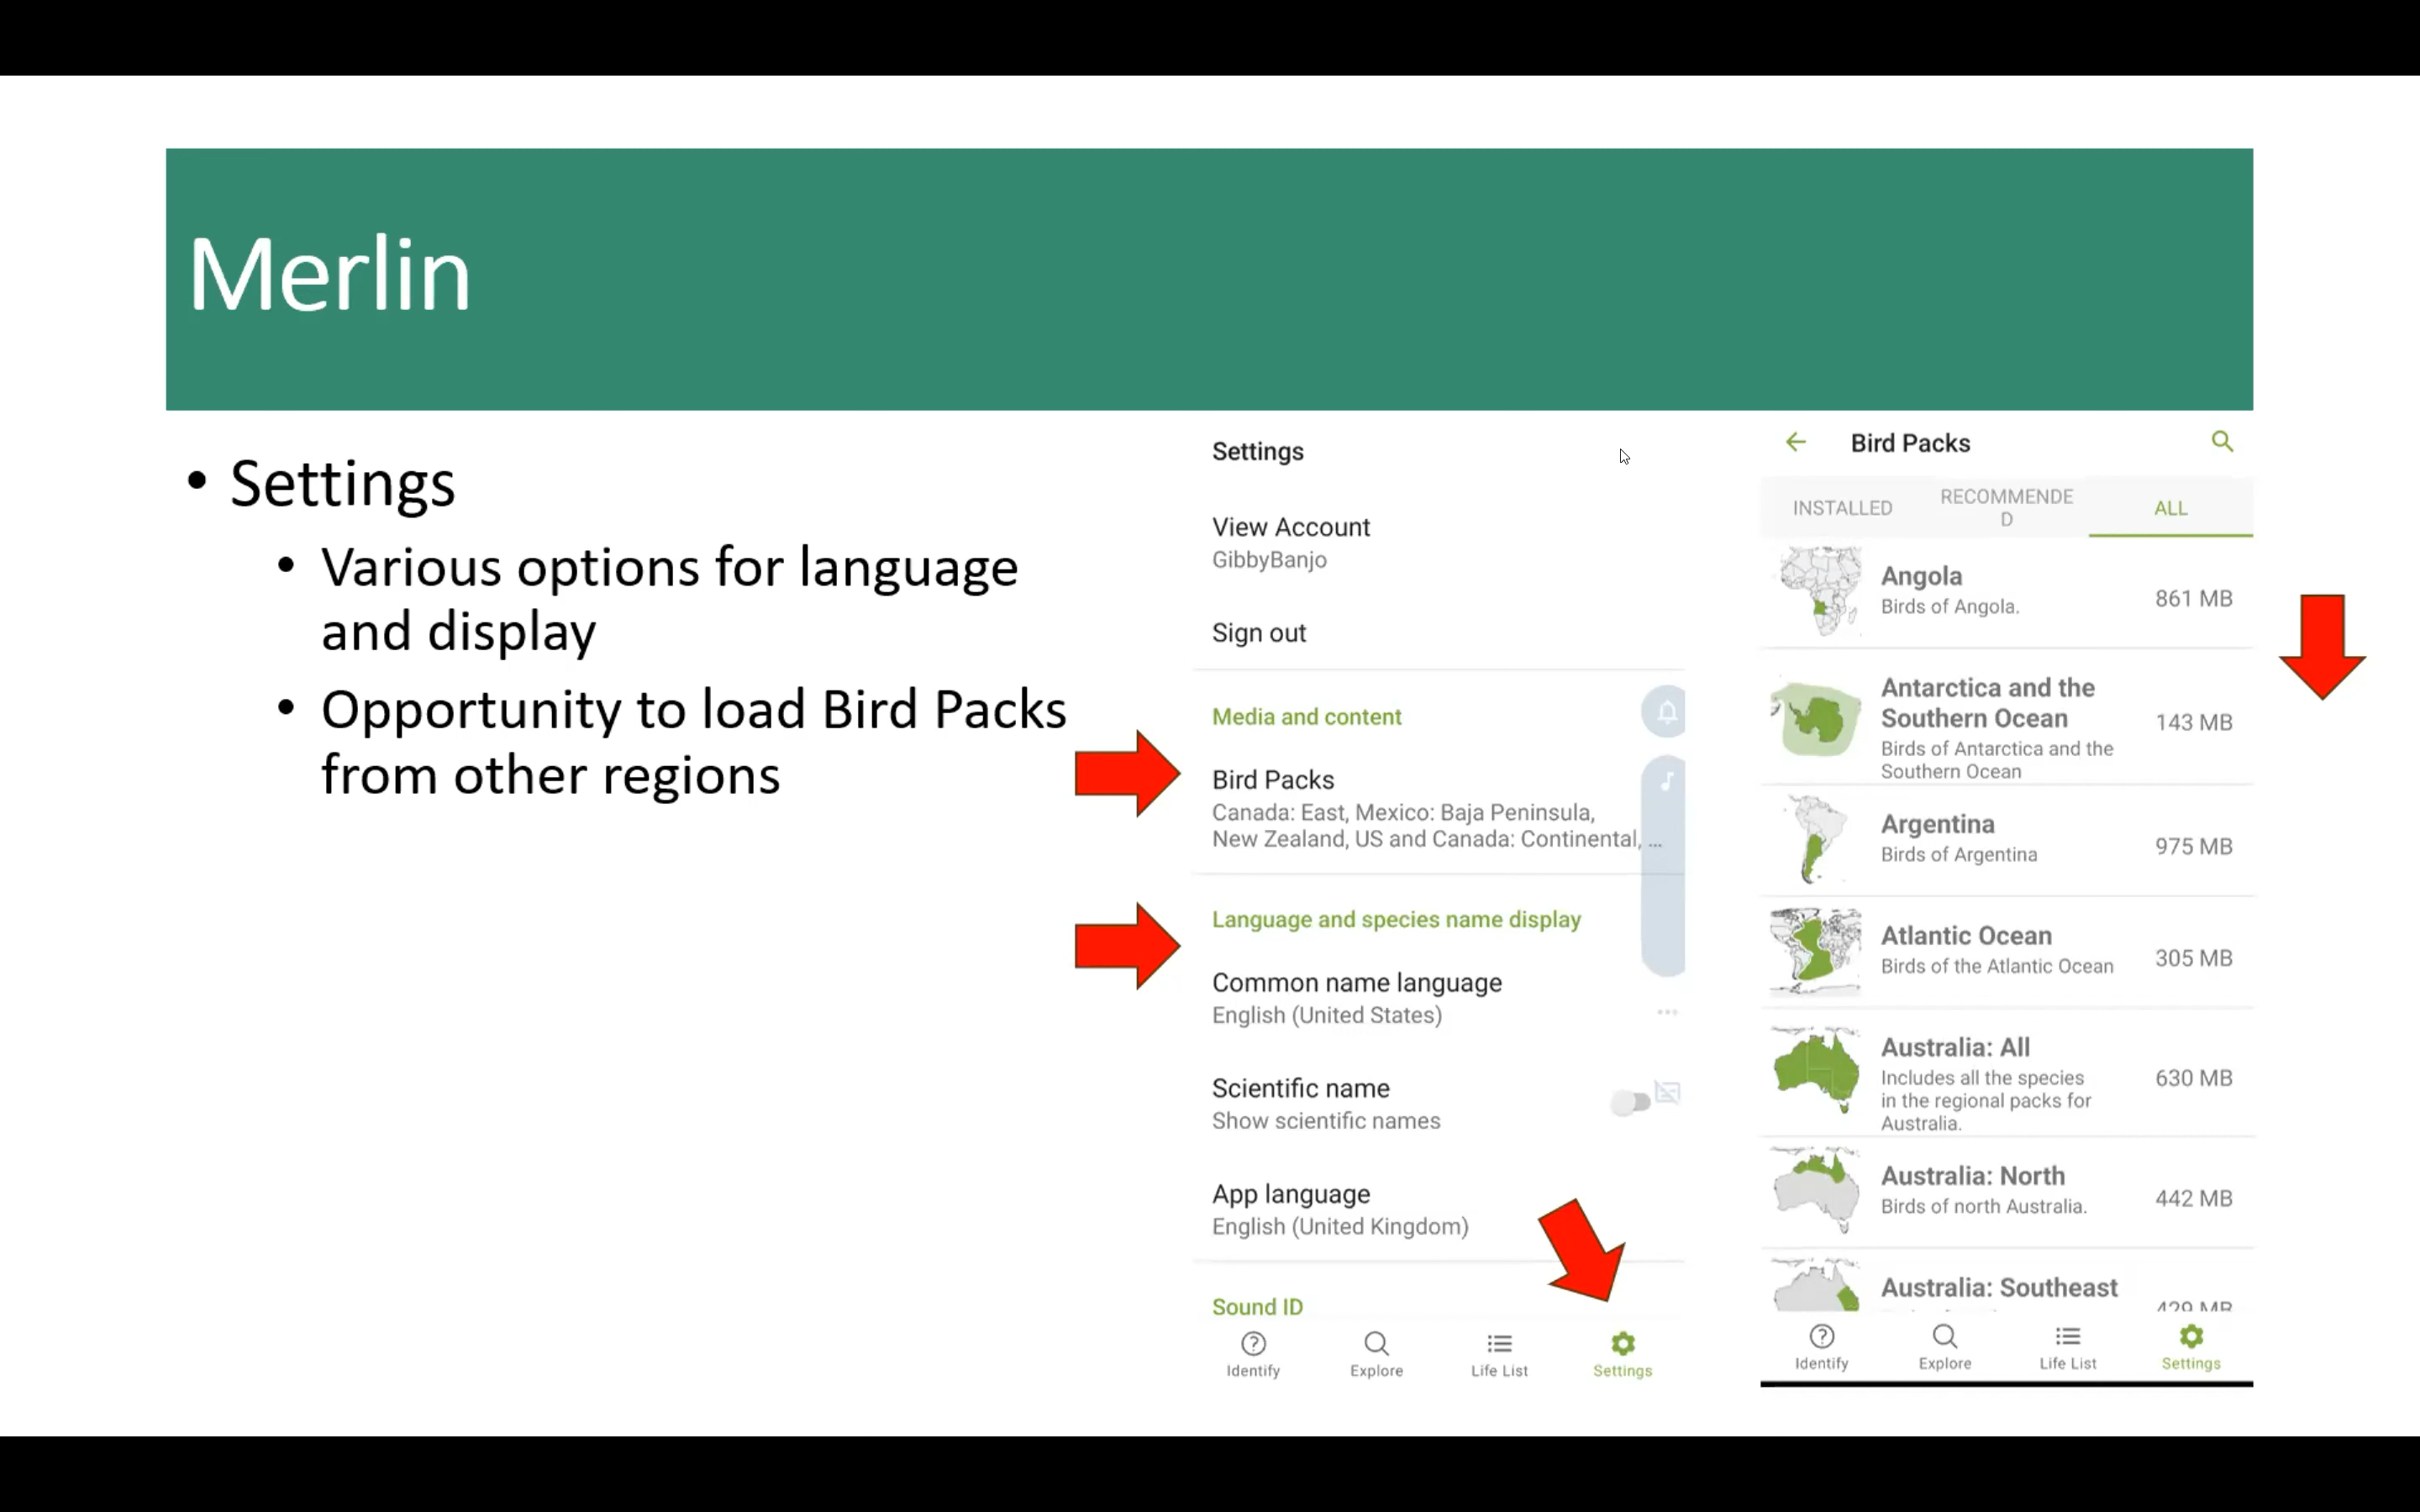 Merlin
• Settings
• Various options for language
and display
• Opportunity to load Bird Packs
from other regions
Settings
View Account
GibbyBanjo
Sign out
Media and content
Bird Packs
Canada: East, Mexico: Baja Peninsula,
New Zealand, US and Canada: Continental, ...
Language and species name display
Common name language
English (United States)
Scientific name
Show scientific names
App language
English (United Kingdom)
Sound ID
Identify Explore Life List Settings
Bird Packs
INSTALLED RECOMMENDE
D ALL
Angola
Birds of Angola.
861 MB
Antarctica and the
Southern Ocean
Birds of Antarctica and the
Southern Ocean
143 MB
Argentina
Birds of Argentina
975 MB
Atlantic Ocean
Birds of the Atlantic Ocean
305 MB
Australia: All
Includes all the species
in the regional packs for
Australia.
630 MB
Australia: North
Birds of north Australia.
442 MB
Australia: Southeast
429 MB
Identify Explore Life List Settings